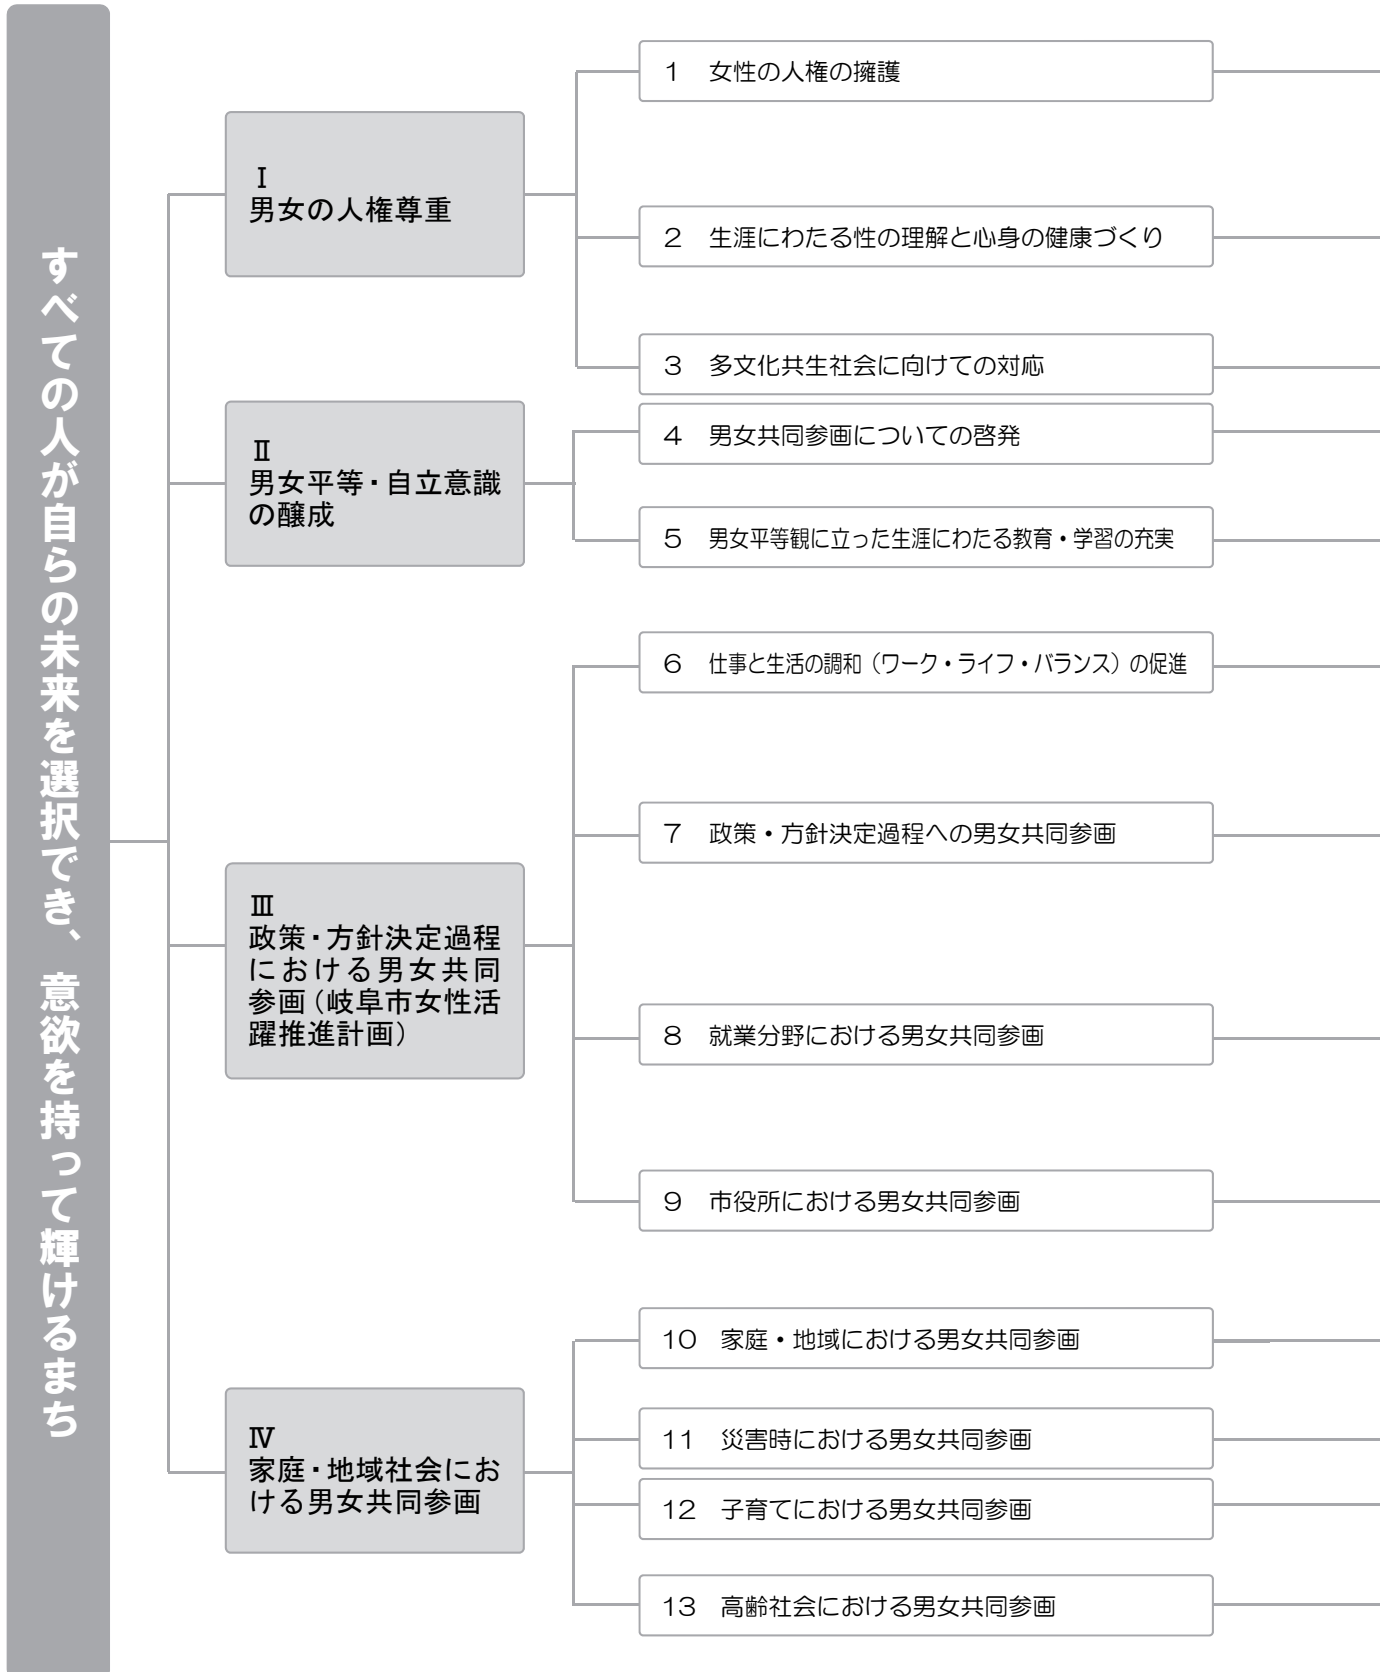 すべての人が自らの未来を選択でき、意欲を持って輝けるまち
Ⅰ
男女の人権尊重
1 女性の人権の擁護
2 生涯にわたる性の理解と心身の健康づくり
3 多文化共生社会に向けての対応
Ⅱ
男女平等・自立意識
の醸成
4 男女共同参画についての啓発
5 男女平等観に立った生涯にわたる教育・学習の充実
Ⅲ
政策・方針決定過程
における男女共同
参画（岐阜市女性活
躍推進計画）
6 仕事と生活の調和（ワーク・ライフ・バランス）の促進
7 政策・方針決定過程への男女共同参画
8 就業分野における男女共同参画
9 市役所における男女共同参画
Ⅳ
家庭・地域社会にお
ける男女共同参画
10 家庭・地域における男女共同参画
11 災害時における男女共同参画
12 子育てにおける男女共同参画
13 高齢社会における男女共同参画